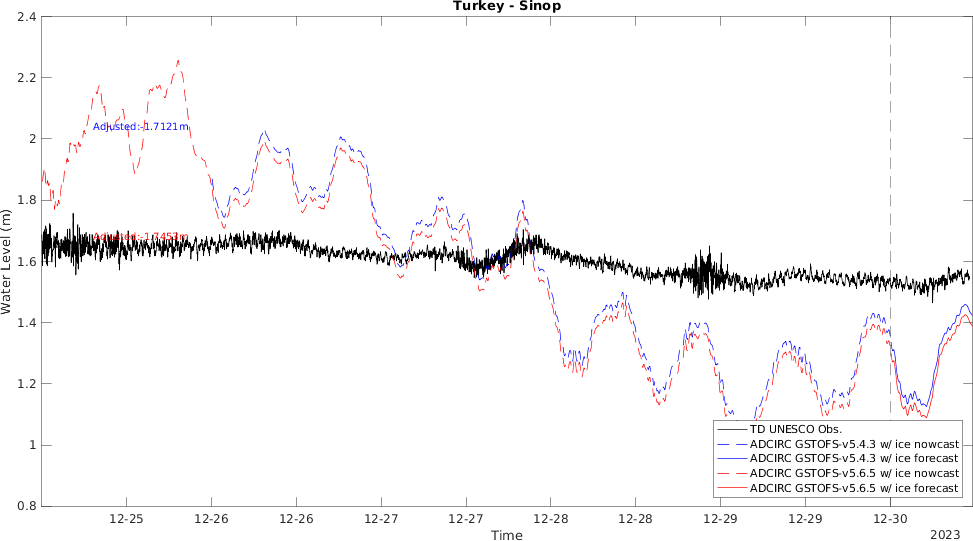 Turkey - Sinop
2.4
2.2
2
1.8
1.6
1.4
1.2
1
0.8
Water Level (m)
Adjusted:-1.7121m
Adjusted:-1.7453m
TD UNESCO Obs.
ADCIRC GSTOFS-v5.4.3 w/ ice nowcast
ADCIRC GSTOFS-v5.4.3 w/ ice forecast
ADCIRC GSTOFS-v5.6.5 w/ ice nowcast
ADCIRC GSTOFS-v5.6.5 w/ ice forecast
12-25 12-26 12-26 12-27 12-27 12-28 12-28 12-29 12-29 12-30
Time
2023